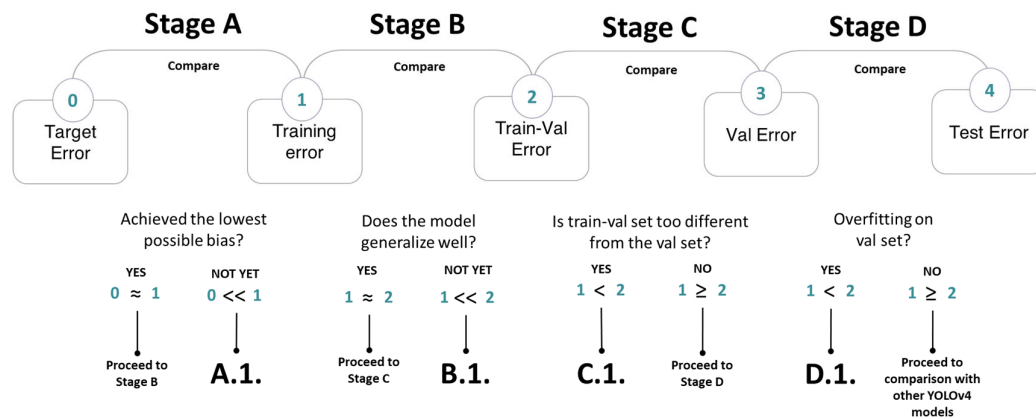 Stage A
Stage B
Stage C
Stage D
Compare
Compare
Compare
Compare
0
1
2
3
4
Target
Error
Training
error
Train-Val
Error
Val Error
Test Error
Achieved the lowest
possible bias?
YES
NOT YET
0 ≈ 1
0 << 1
Proceed to
Stage B
A.1.
Does the model
generalize well?
YES
NOT YET
1 ≈ 2
1 << 2
Proceed to
Stage C
B.1.
Is train-val set too different
from the val set?
YES
NO
1 < 2
1 ≥ 2
C.1.
Proceed to
Stage D
Overfitting on
val set?
YES
NO
1 < 2
1 ≥ 2
D.1.
Proceed to
comparison with
other YOLOv4
models